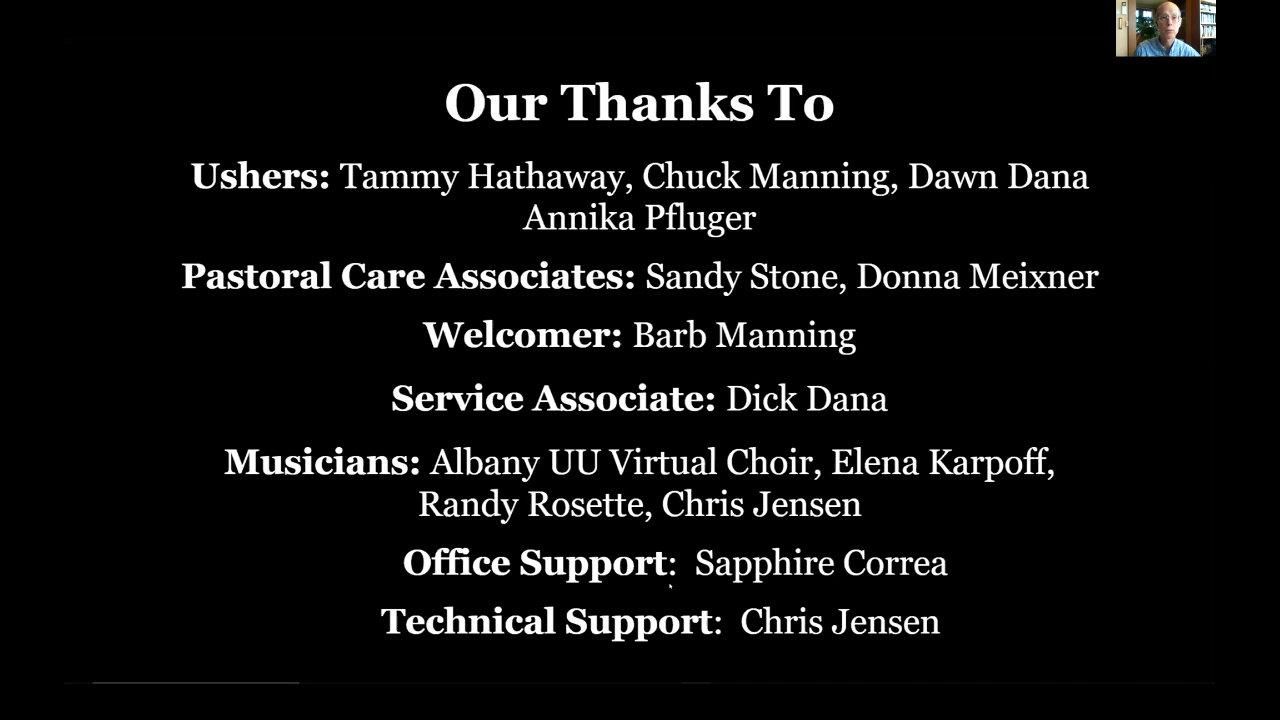 Our Thanks To
Ushers: Tammy Hathaway, Chuck Manning, Dawn Dana
Annika Pfluger
Pastoral Care Associates: Sandy Stone, Donna Meixner
Welcomer: Barb Manning
Service Associate: Dick Dana
Musicians: Albany UU Virtual Choir, Elena Karpoff,
Randy Rosette, Chris Jensen
Office Support:  Sapphire Correa
Technical Support:  Chris Jensen